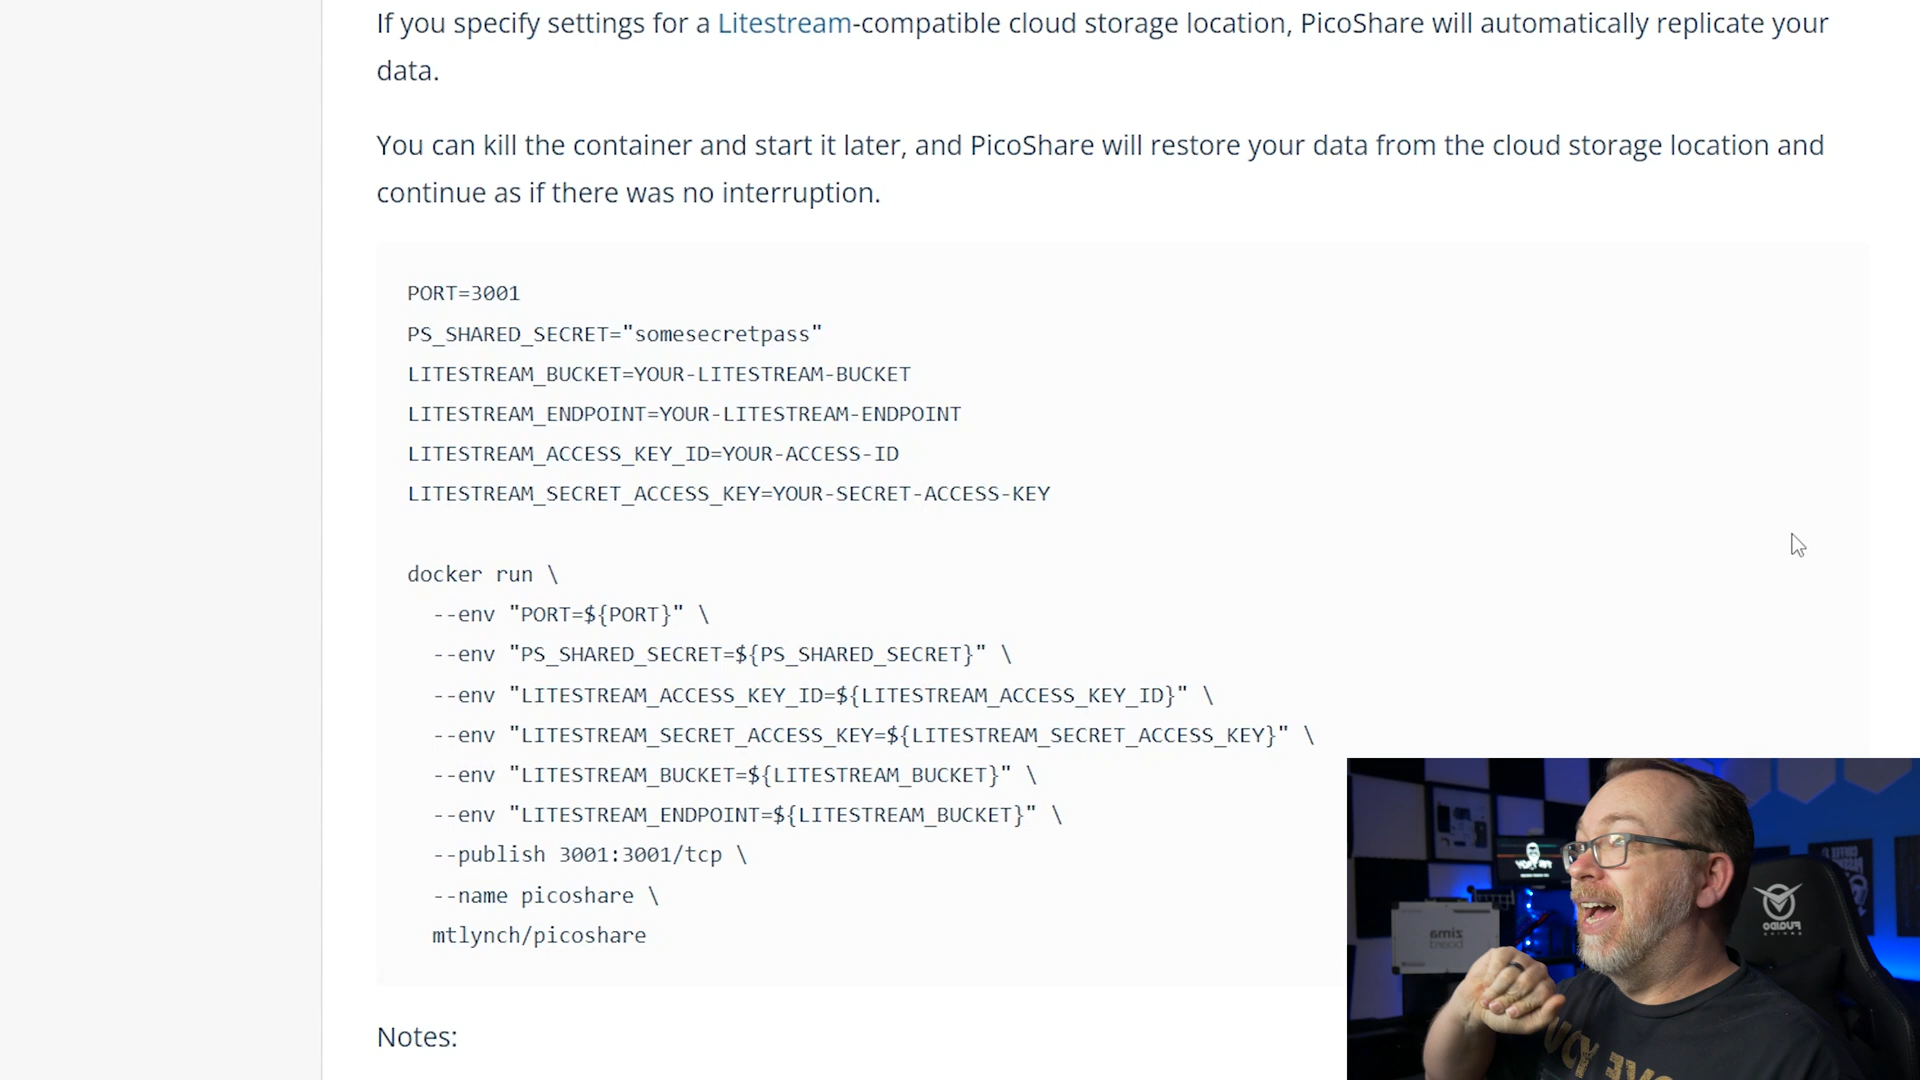 If you specify settings for a Litestream-compatible cloud storage location, PicoShare will automatically replicate your
data.
You can kill the container and start it later, and PicoShare will restore your data from the cloud storage location and
continue as if there was no interruption.
PORT=3001
PS_SHARED_SECRET="somesecretpass"
LITESTREAM_BUCKET=YOUR-LITESTREAM-BUCKET
LITESTREAM_ENDPOINT=YOUR-LITESTREAM-ENDPOINT
LITESTREAM_ACCESS_KEY_ID=YOUR-ACCESS-ID
LITESTREAM_SECRET_ACCESS_KEY=YOUR-SECRET-ACCESS-KEY
docker run \
--env "PORT=${PORT}" \
--env "PS_SHARED_SECRET=${PS_SHARED_SECRET}" \
--env "LITESTREAM_ACCESS_KEY_ID=${LITESTREAM_ACCESS_KEY_ID}" \
--env "LITESTREAM_SECRET_ACCESS_KEY=${LITESTREAM_SECRET_ACCESS_KEY}" \
--env "LITESTREAM_BUCKET=${LITESTREAM_BUCKET}" \
--env "LITESTREAM_ENDPOINT=${LITESTREAM_BUCKET}" \
--publish 3001:3001/tcp \
--name picoshare \
mtlynch/picoshare
Notes:
zima
board